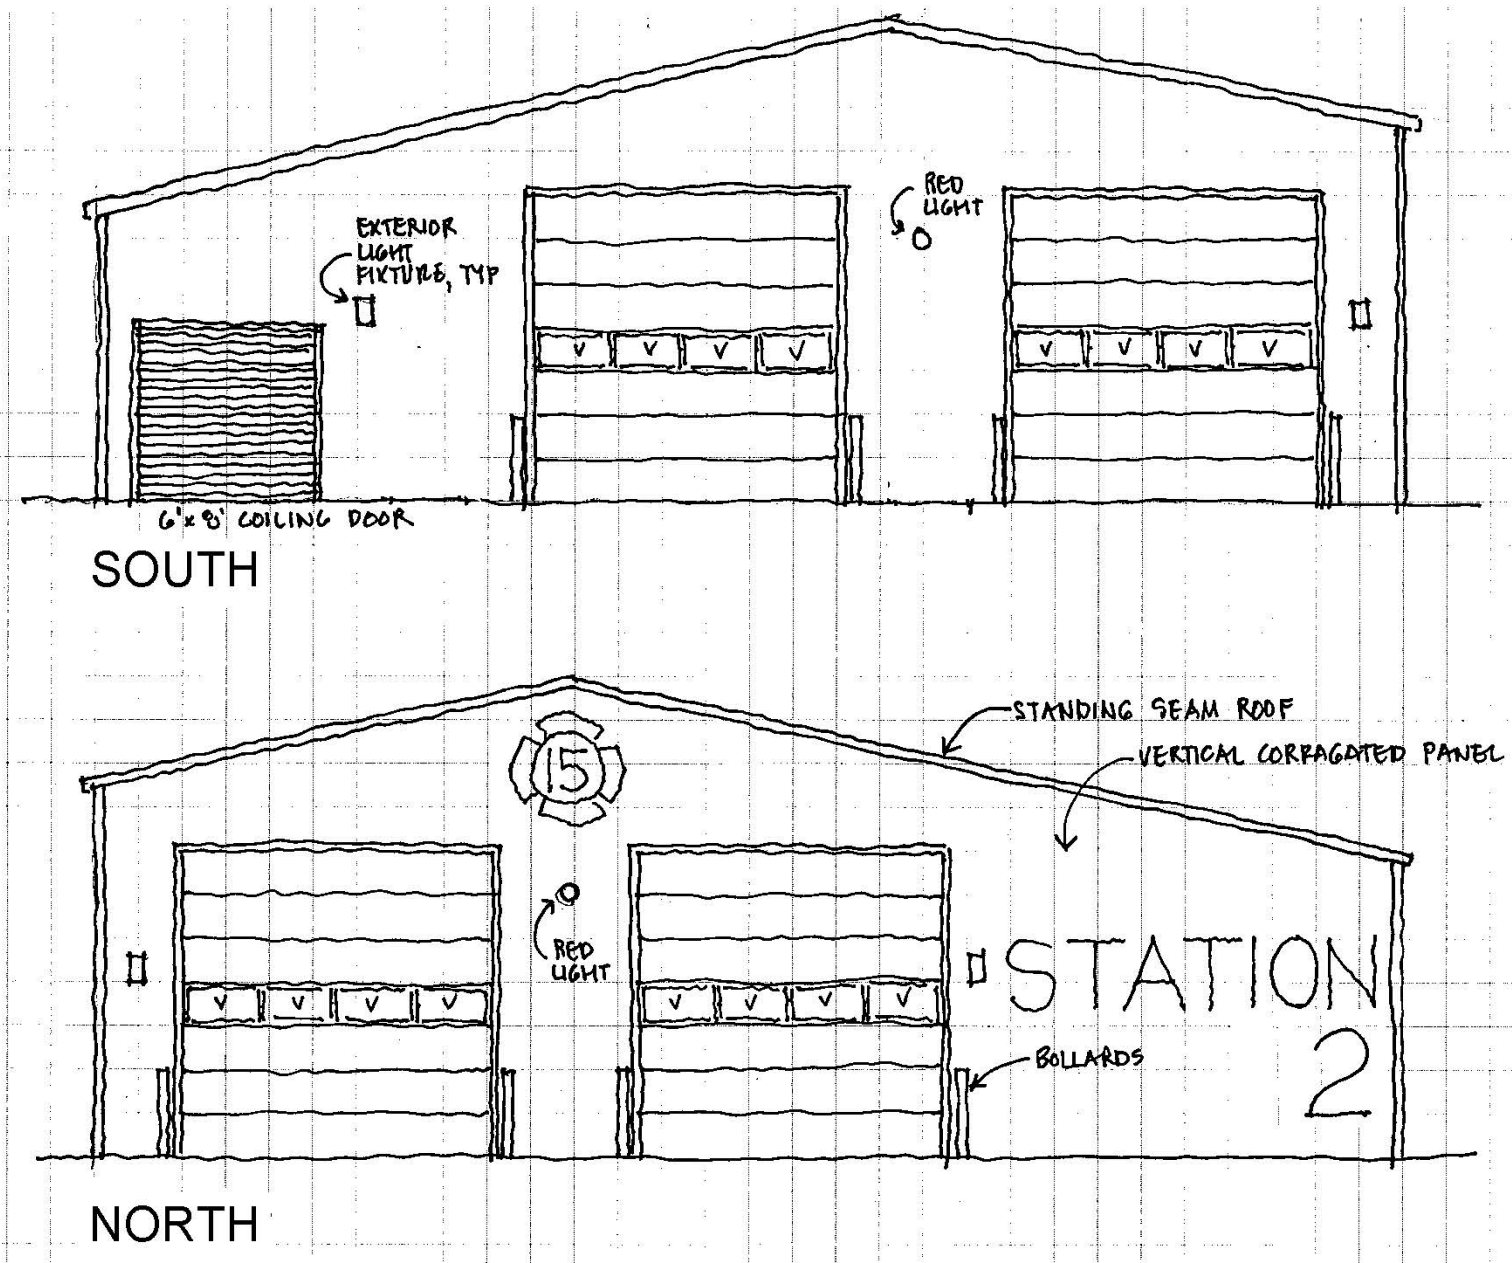 RED
LIGHT
EXTERIOR
LIGHT
FIXTURE, TYP
V V V V
V V V V
6'x8' COILING DOOR
SOUTH
STANDING SEAM ROOF
VERTICAL CORRAGATED PANEL
15
RED
LIGHT
STATION
2
V V V V
V V V V
BOLLARDS
NORTH